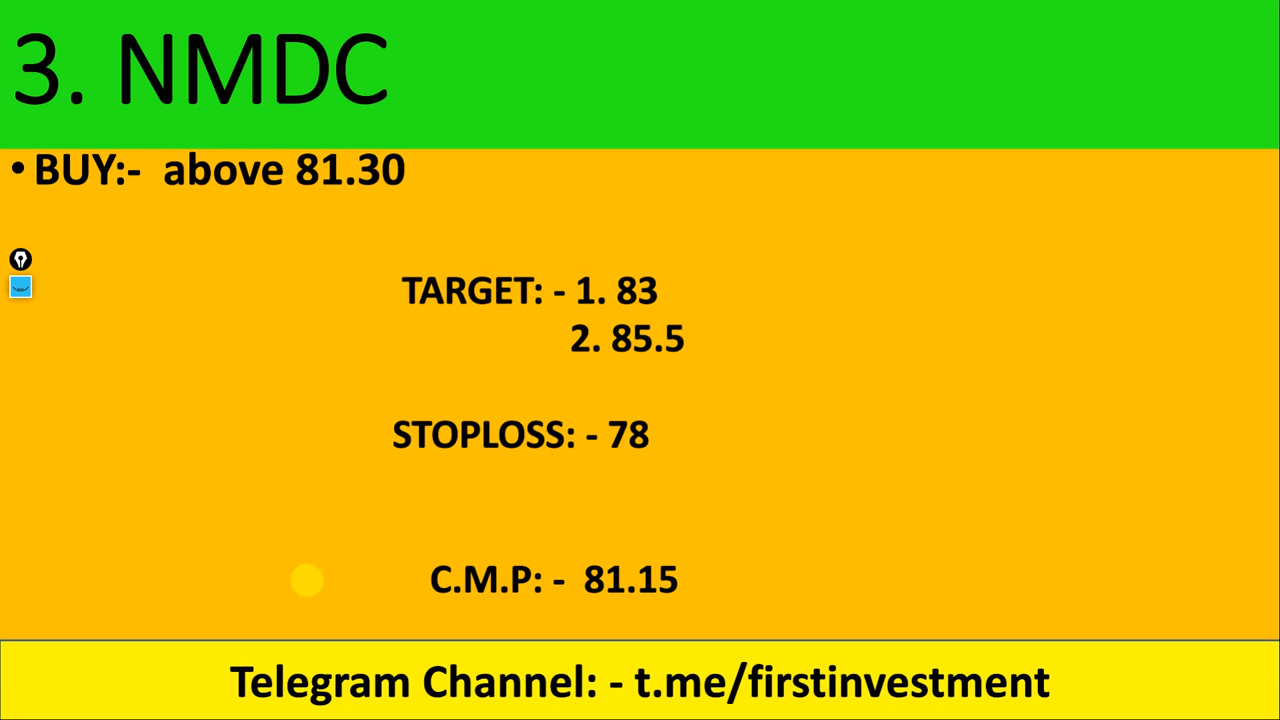 3. NMDC
• BUY:- above 81.30
TARGET: - 1. 83
2. 85.5
STOPLOSS: - 78
C.M.P: - 81.15
Telegram Channel: - t.me/firstinvestment